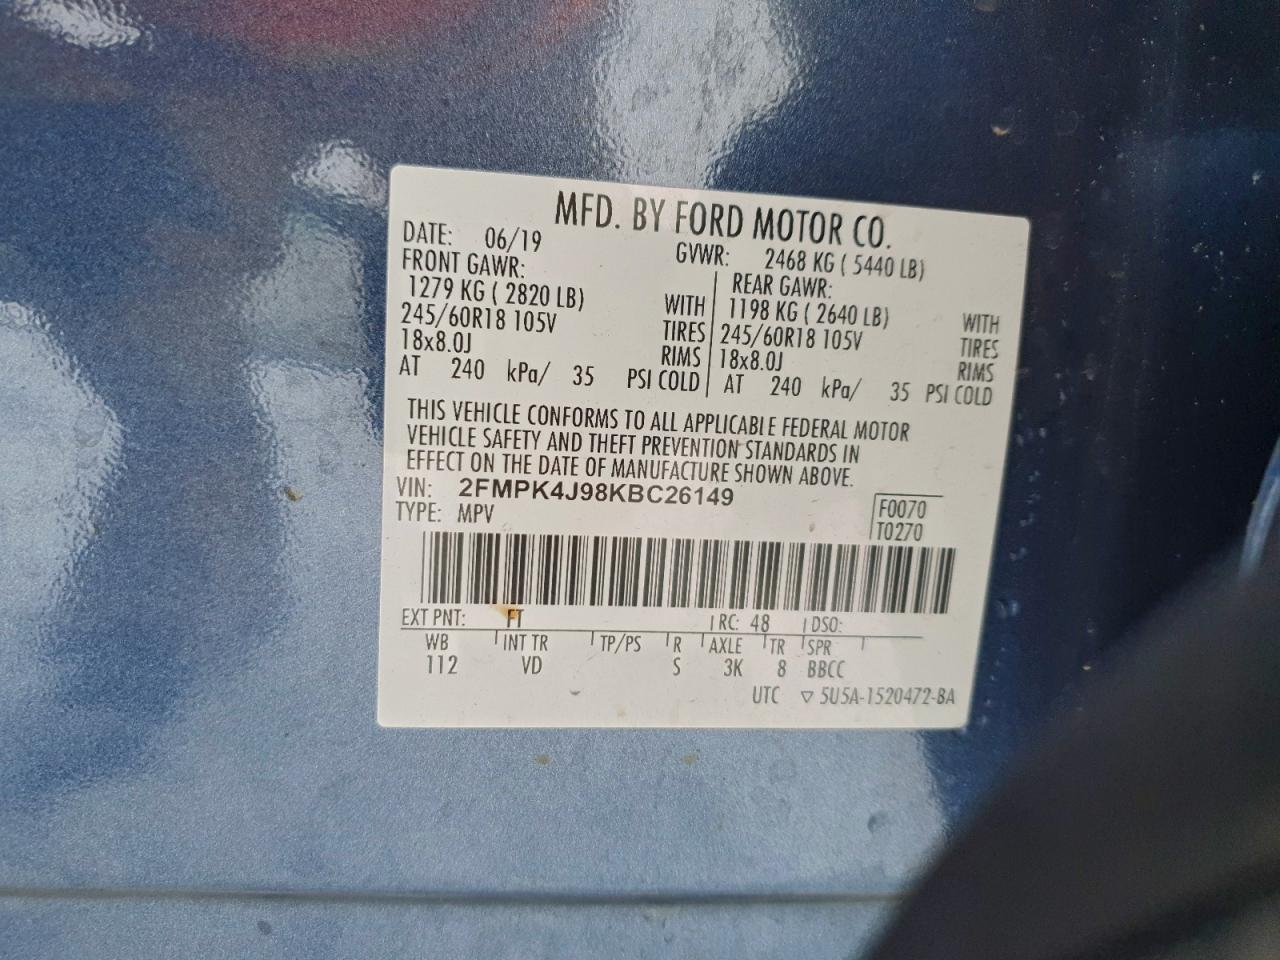 MFD. BY FORD MOTOR CO.
DATE: 06/19 GVWR: 2468 KG ( 5440 LB)
FRONT GAWR: REAR GAWR:
1279 KG ( 2820 LB) WITH 1198 KG ( 2640 LB) WITH
245/60R18 105V TIRES 245/60R18 105V TIRES
18x8.0J RIMS 18x8.0J RIMS
AT 240 kPa/ 35 PSI COLD AT 240 kPa/ 35 PSI COLD
THIS VEHICLE CONFORMS TO ALL APPLICABLE FEDERAL MOTOR
VEHICLE SAFETY AND THEFT PREVENTION STANDARDS IN
EFFECT ON THE DATE OF MANUFACTURE SHOWN ABOVE.
VIN: 2FMPK4J98KBC26149
TYPE: MPV
F0070
T0270
EXT PNT: FT RC: 48 DSO:
WB INT TR TP/PS R AXLE TR SPR
112 VD S 3K 8 BBCC
UTC ▽ 5U5A-1520472-BA